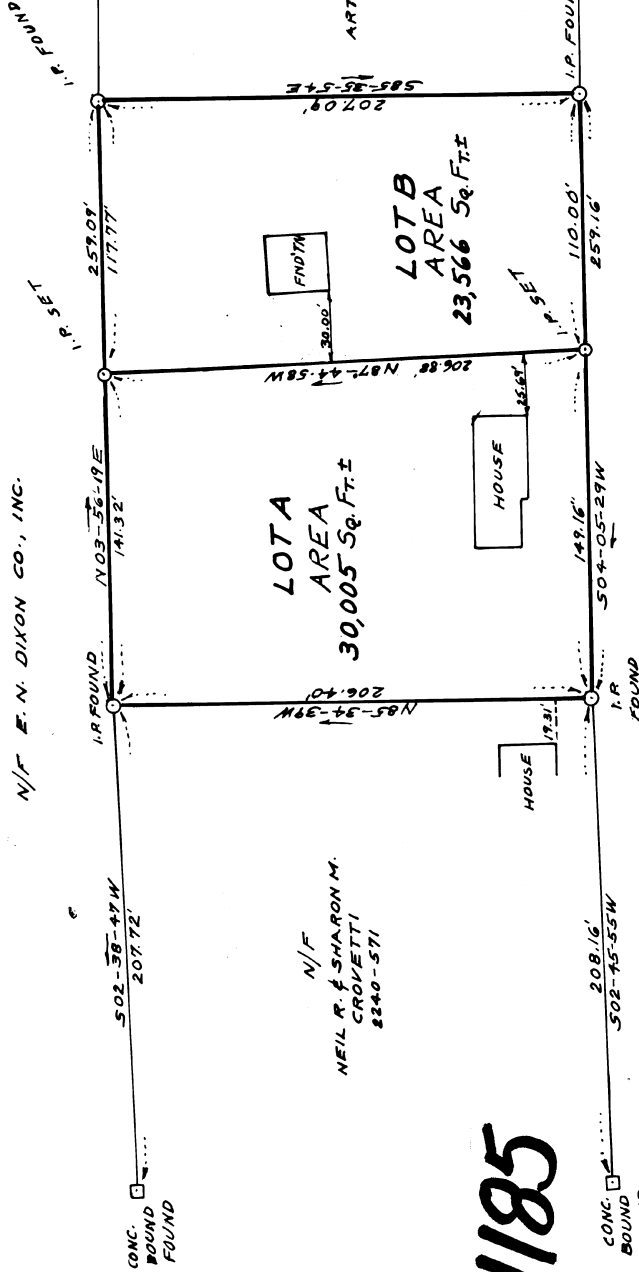 I.P. FOUND
ART
I.P. FOU
S85-35-54E
207.09'
259.09'
117.77'
FND'TN
30.00'
LOT B
AREA
23,566 SQ. FT.±
110.00'
259.16'
I.P. SET
I.P. SET
N87-44-58W
206.88'
25.69'
N/F E. N. DIXON CO., INC.
N03-56-19E
141.32'
LOT A
AREA
30,005 SQ. FT.±
HOUSE
149.16'
S04-05-29W
I.P. FOUND
N85-34-39W
206.40'
19.31'
HOUSE
I.P.
FOUND
S02-38-47W
207.72'
N/F
NEIL R. & SHARON M.
CROVETTI
2240-571
208.16'
S02-45-55W
CONC.
BOUND
FOUND
1185
CONC.
BOUND